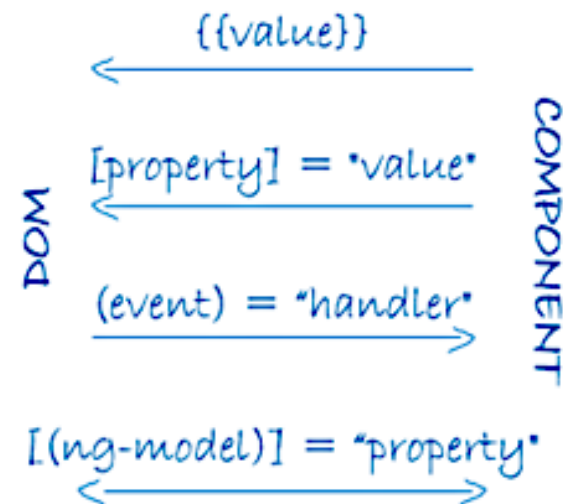 {{value}}
[property] = "value"
(event) = "handler"
[(ng-model)] = "property"
DOM
COMPONENT